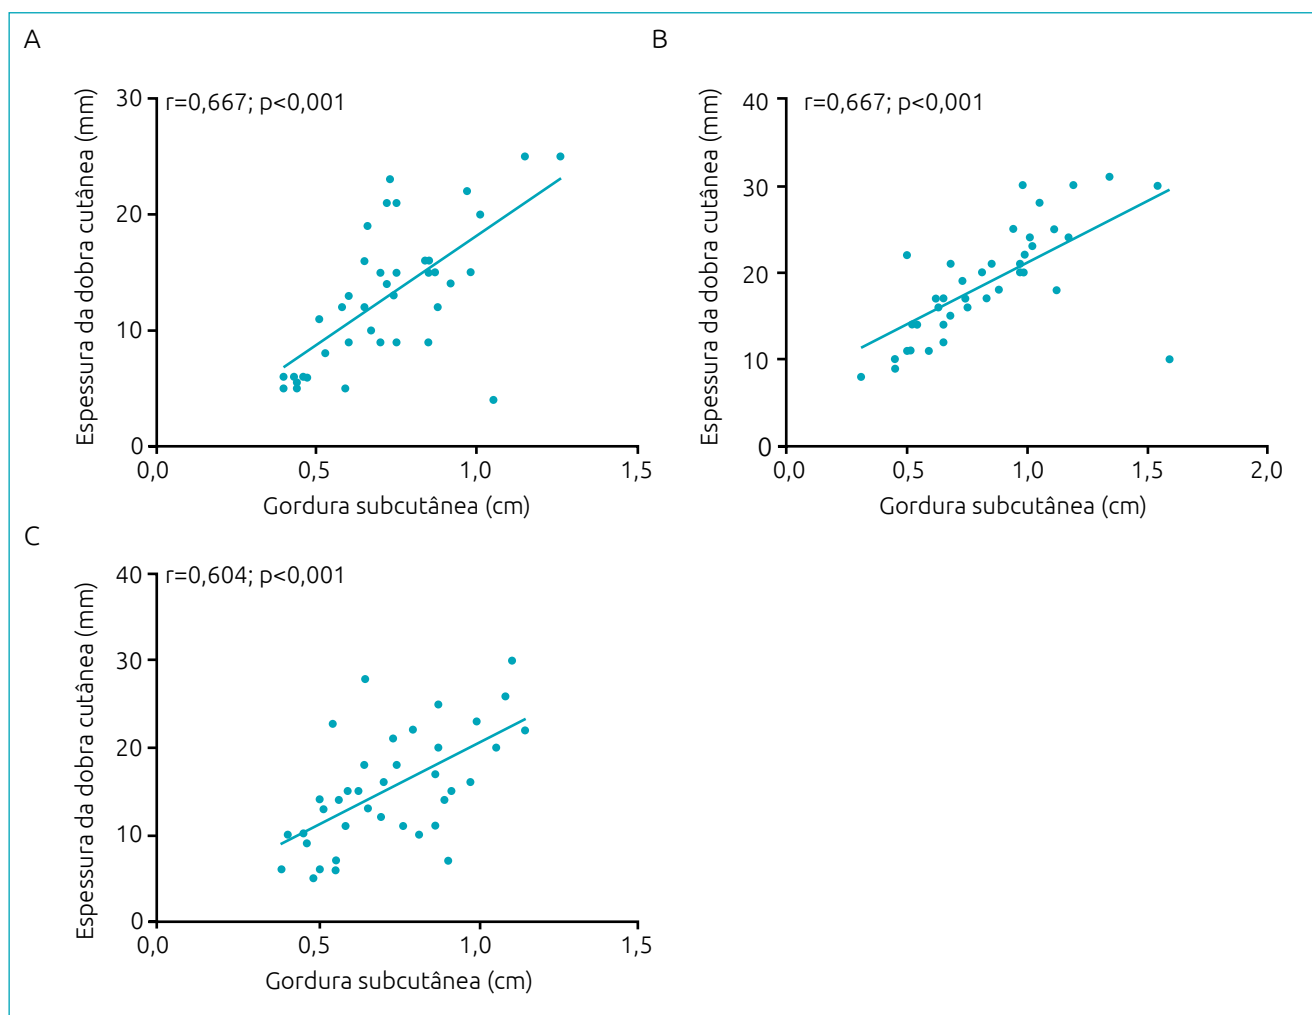 A
r=0,667; p<0,001
Espessura da dobra cutânea (mm)
30
20
10
0
0,0 0,5 1,0 1,5
Gordura subcutânea (cm)
B
r=0,667; p<0,001
Espessura da dobra cutânea (mm)
40
30
20
10
0
0,0 0,5 1,0 1,5 2,0
Gordura subcutânea (cm)
C
r=0,604; p<0,001
Espessura da dobra cutânea (mm)
40
30
20
10
0
0,0 0,5 1,0 1,5
Gordura subcutânea (cm)